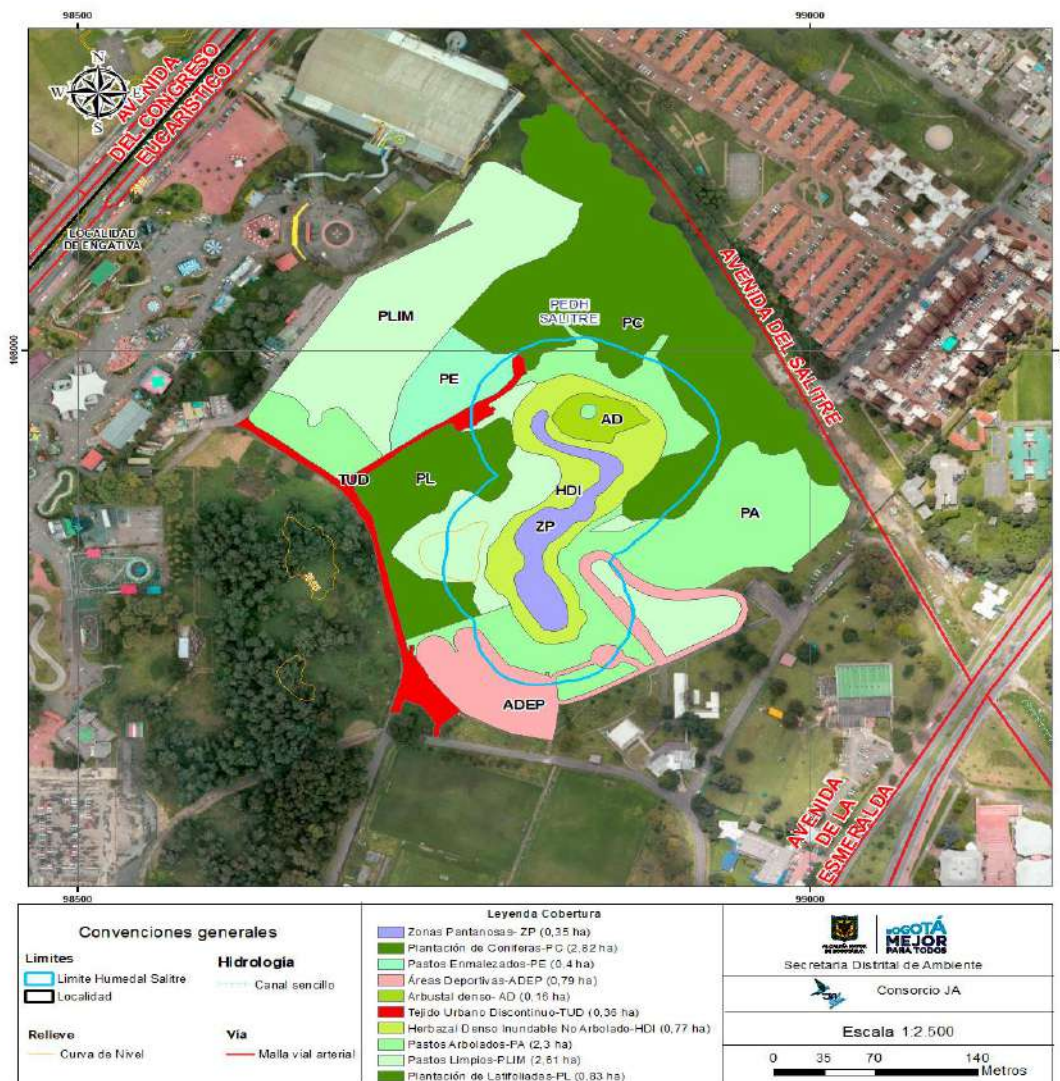 98500 99000
N
W E
S
AVENIDA
DEL CONGRESO
EUCARÍSTICO
LOCALIDAD
DE ENGATIVA
PLIM
PEDH
SALITRE
PC
AVENIDA DEL SALITRE
PE
AD
TUD
PL
HDI
ZP
PA
ADEP
AVENIDA
DE LA
ESMERALDA
98500 99000
Convenciones generales
Limites
Limite Humedal Salitre
Localidad
Hidrologia
Canal sencillo
Relieve
Curva de Nivel
Vía
Malla vial arterial
Leyenda Cobertura
Zonas Pantanosas- ZP (0,35 ha)
Plantación de Coniferas-PC (2,82 ha)
Pastos Enmalezados-PE (0,4 ha)
Áreas Deportivas-ADEP (0,79 ha)
Arbustal denso- AD (0,16 ha)
Tejido Urbano Discontinuo-TUD (0,36 ha)
Herbazal Denso Inundable No Arbolado-HDI (0,77 ha)
Pastos Arbolados-PA (2,3 ha)
Pastos Limpios-PLIM (2,61 ha)
Plantación de Latifoliadas-PL (0,83 ha)
BOGOTÁ
MEJOR
PARA TODOS
Secretaria Distrital de Ambiente
Consorcio JA
Escala 1:2.500
0 35 70 140
Metros